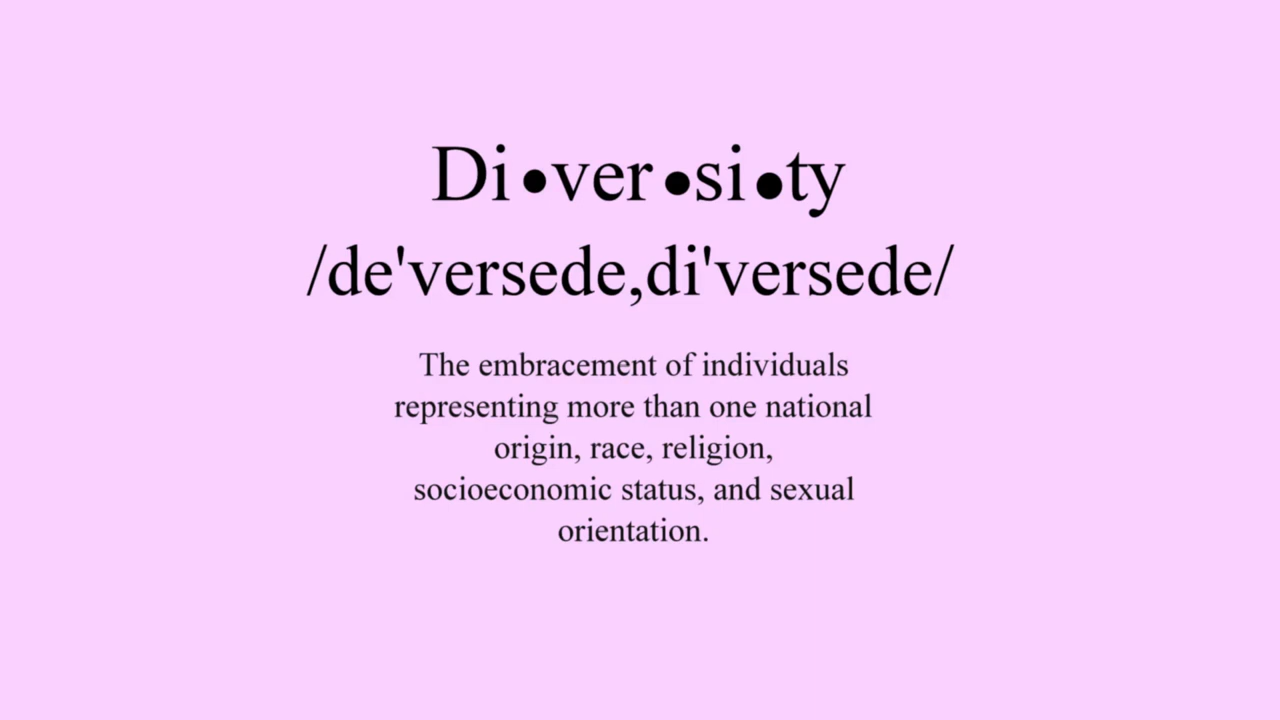 Di•ver•si•ty
/de'versede,di'versede/
The embracement of individuals
representing more than one national
origin, race, religion,
socioeconomic status, and sexual
orientation.